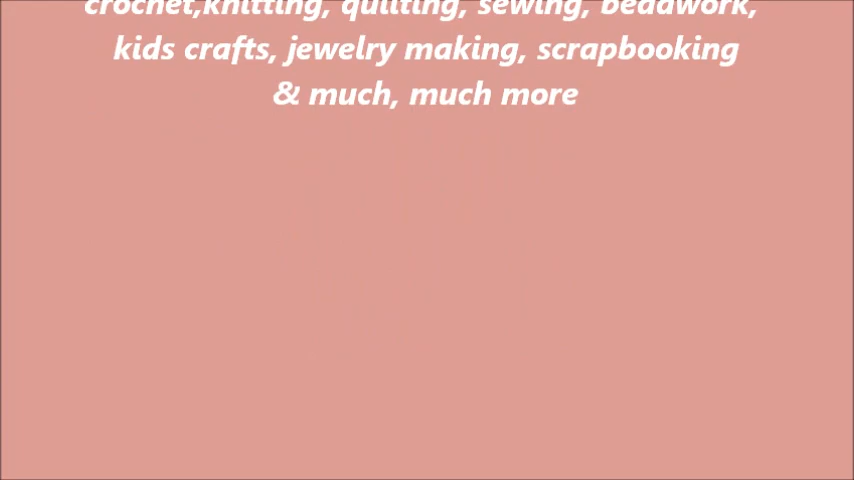 crochet,knitting, quilting, sewing, beadwork,
kids crafts, jewelry making, scrapbooking
& much, much more